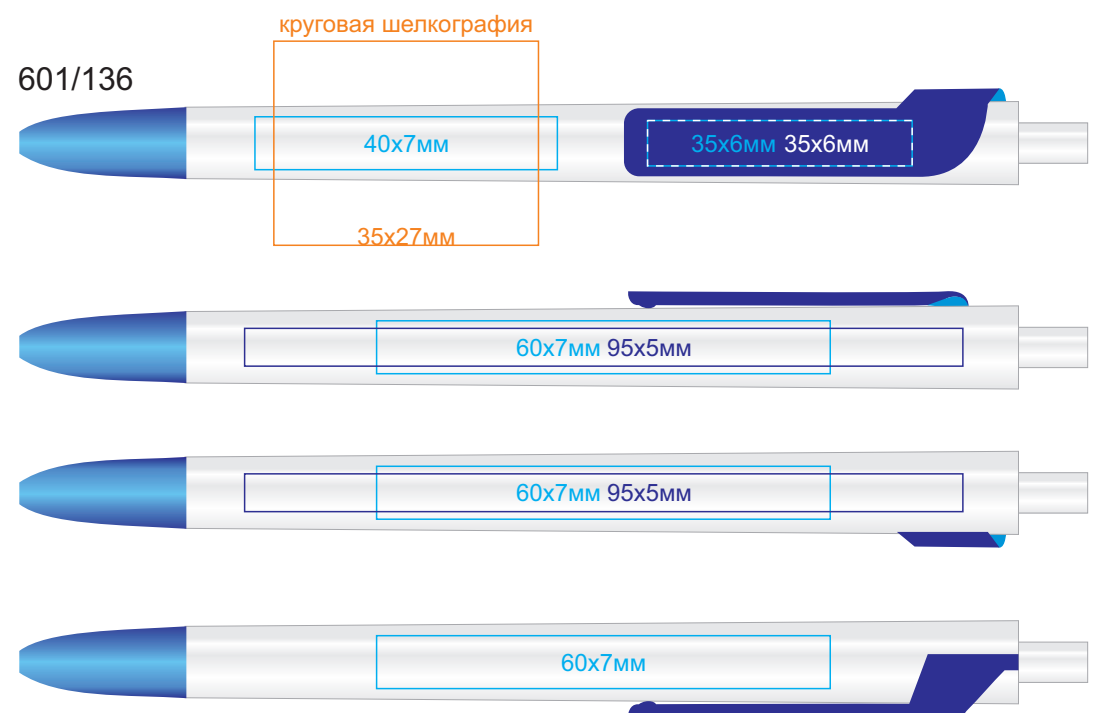 круговая шелкография
601/136
40x7мм
35x6мм 35x6мм
35x27мм
60x7мм 95x5мм
60x7мм 95x5мм
60x7мм